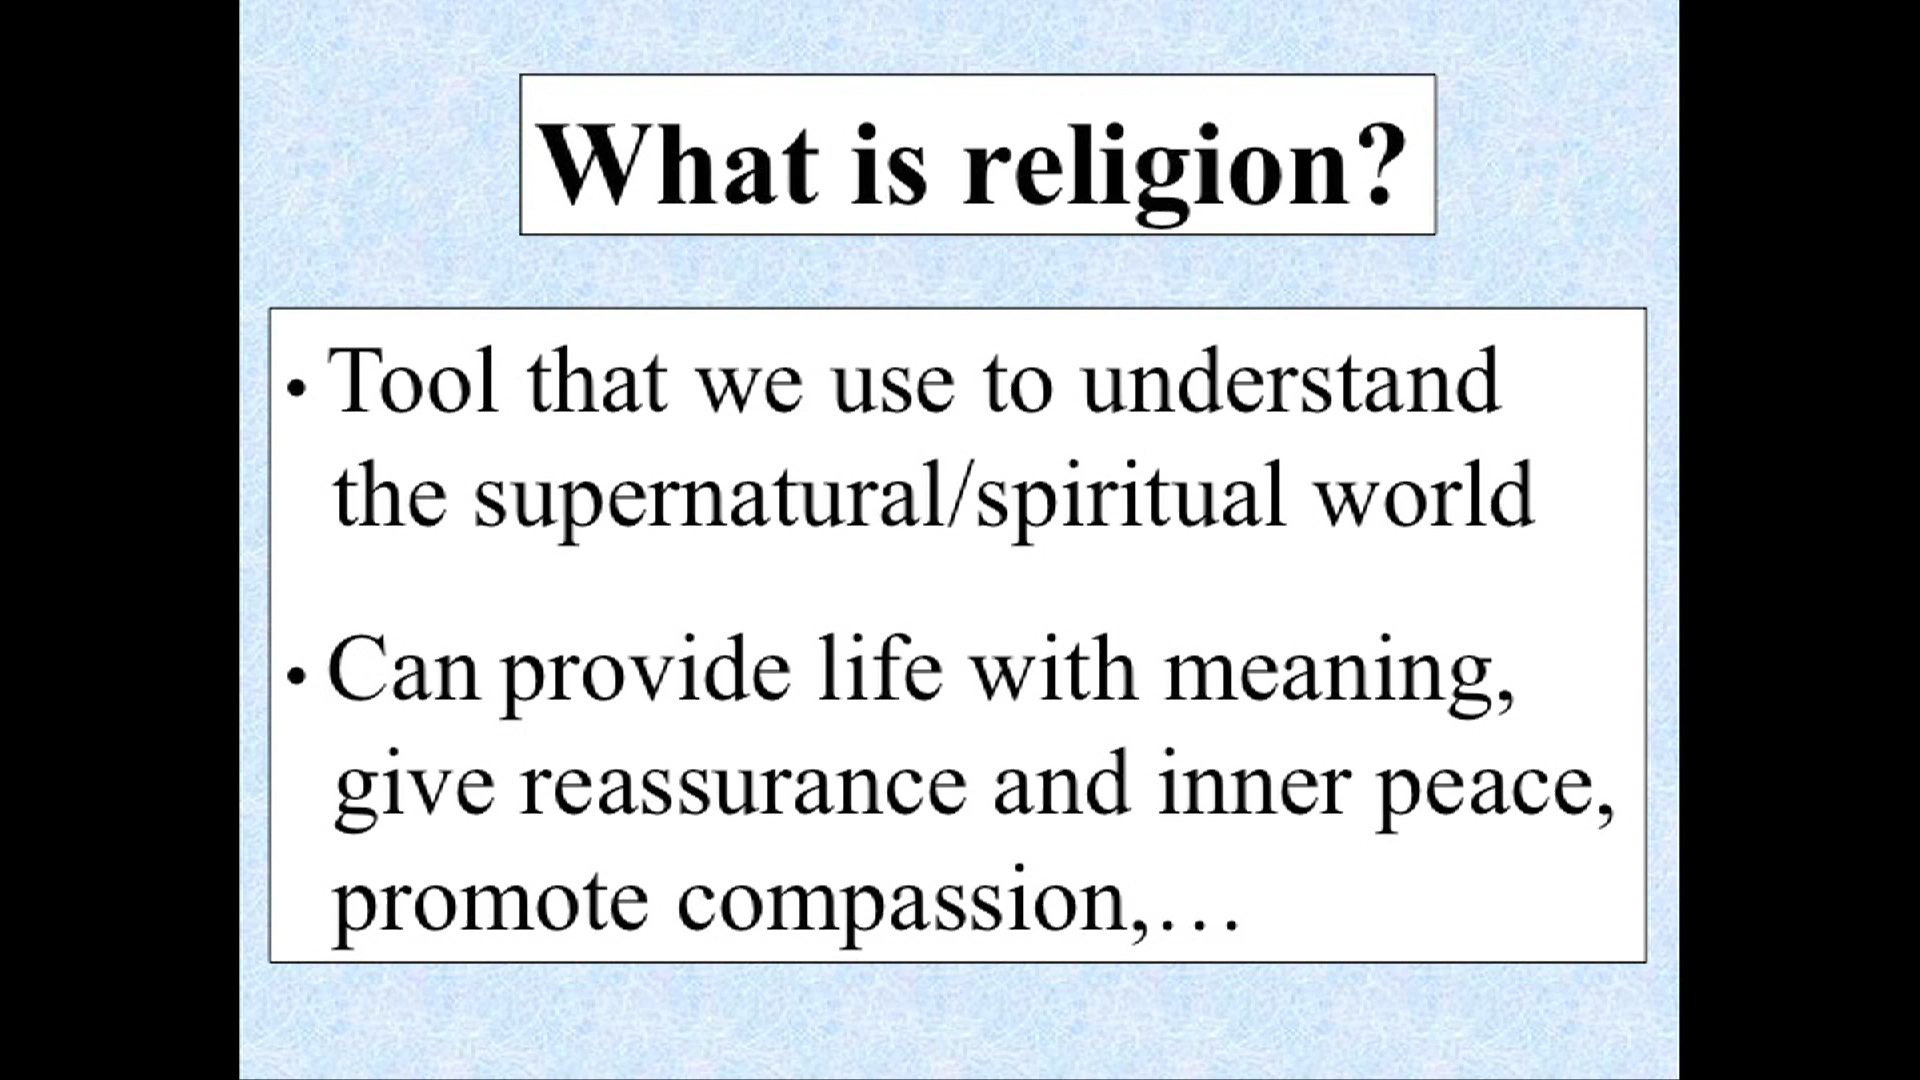 What is religion?
• Tool that we use to understand
the supernatural/spiritual world
• Can provide life with meaning,
give reassurance and inner peace,
promote compassion,…